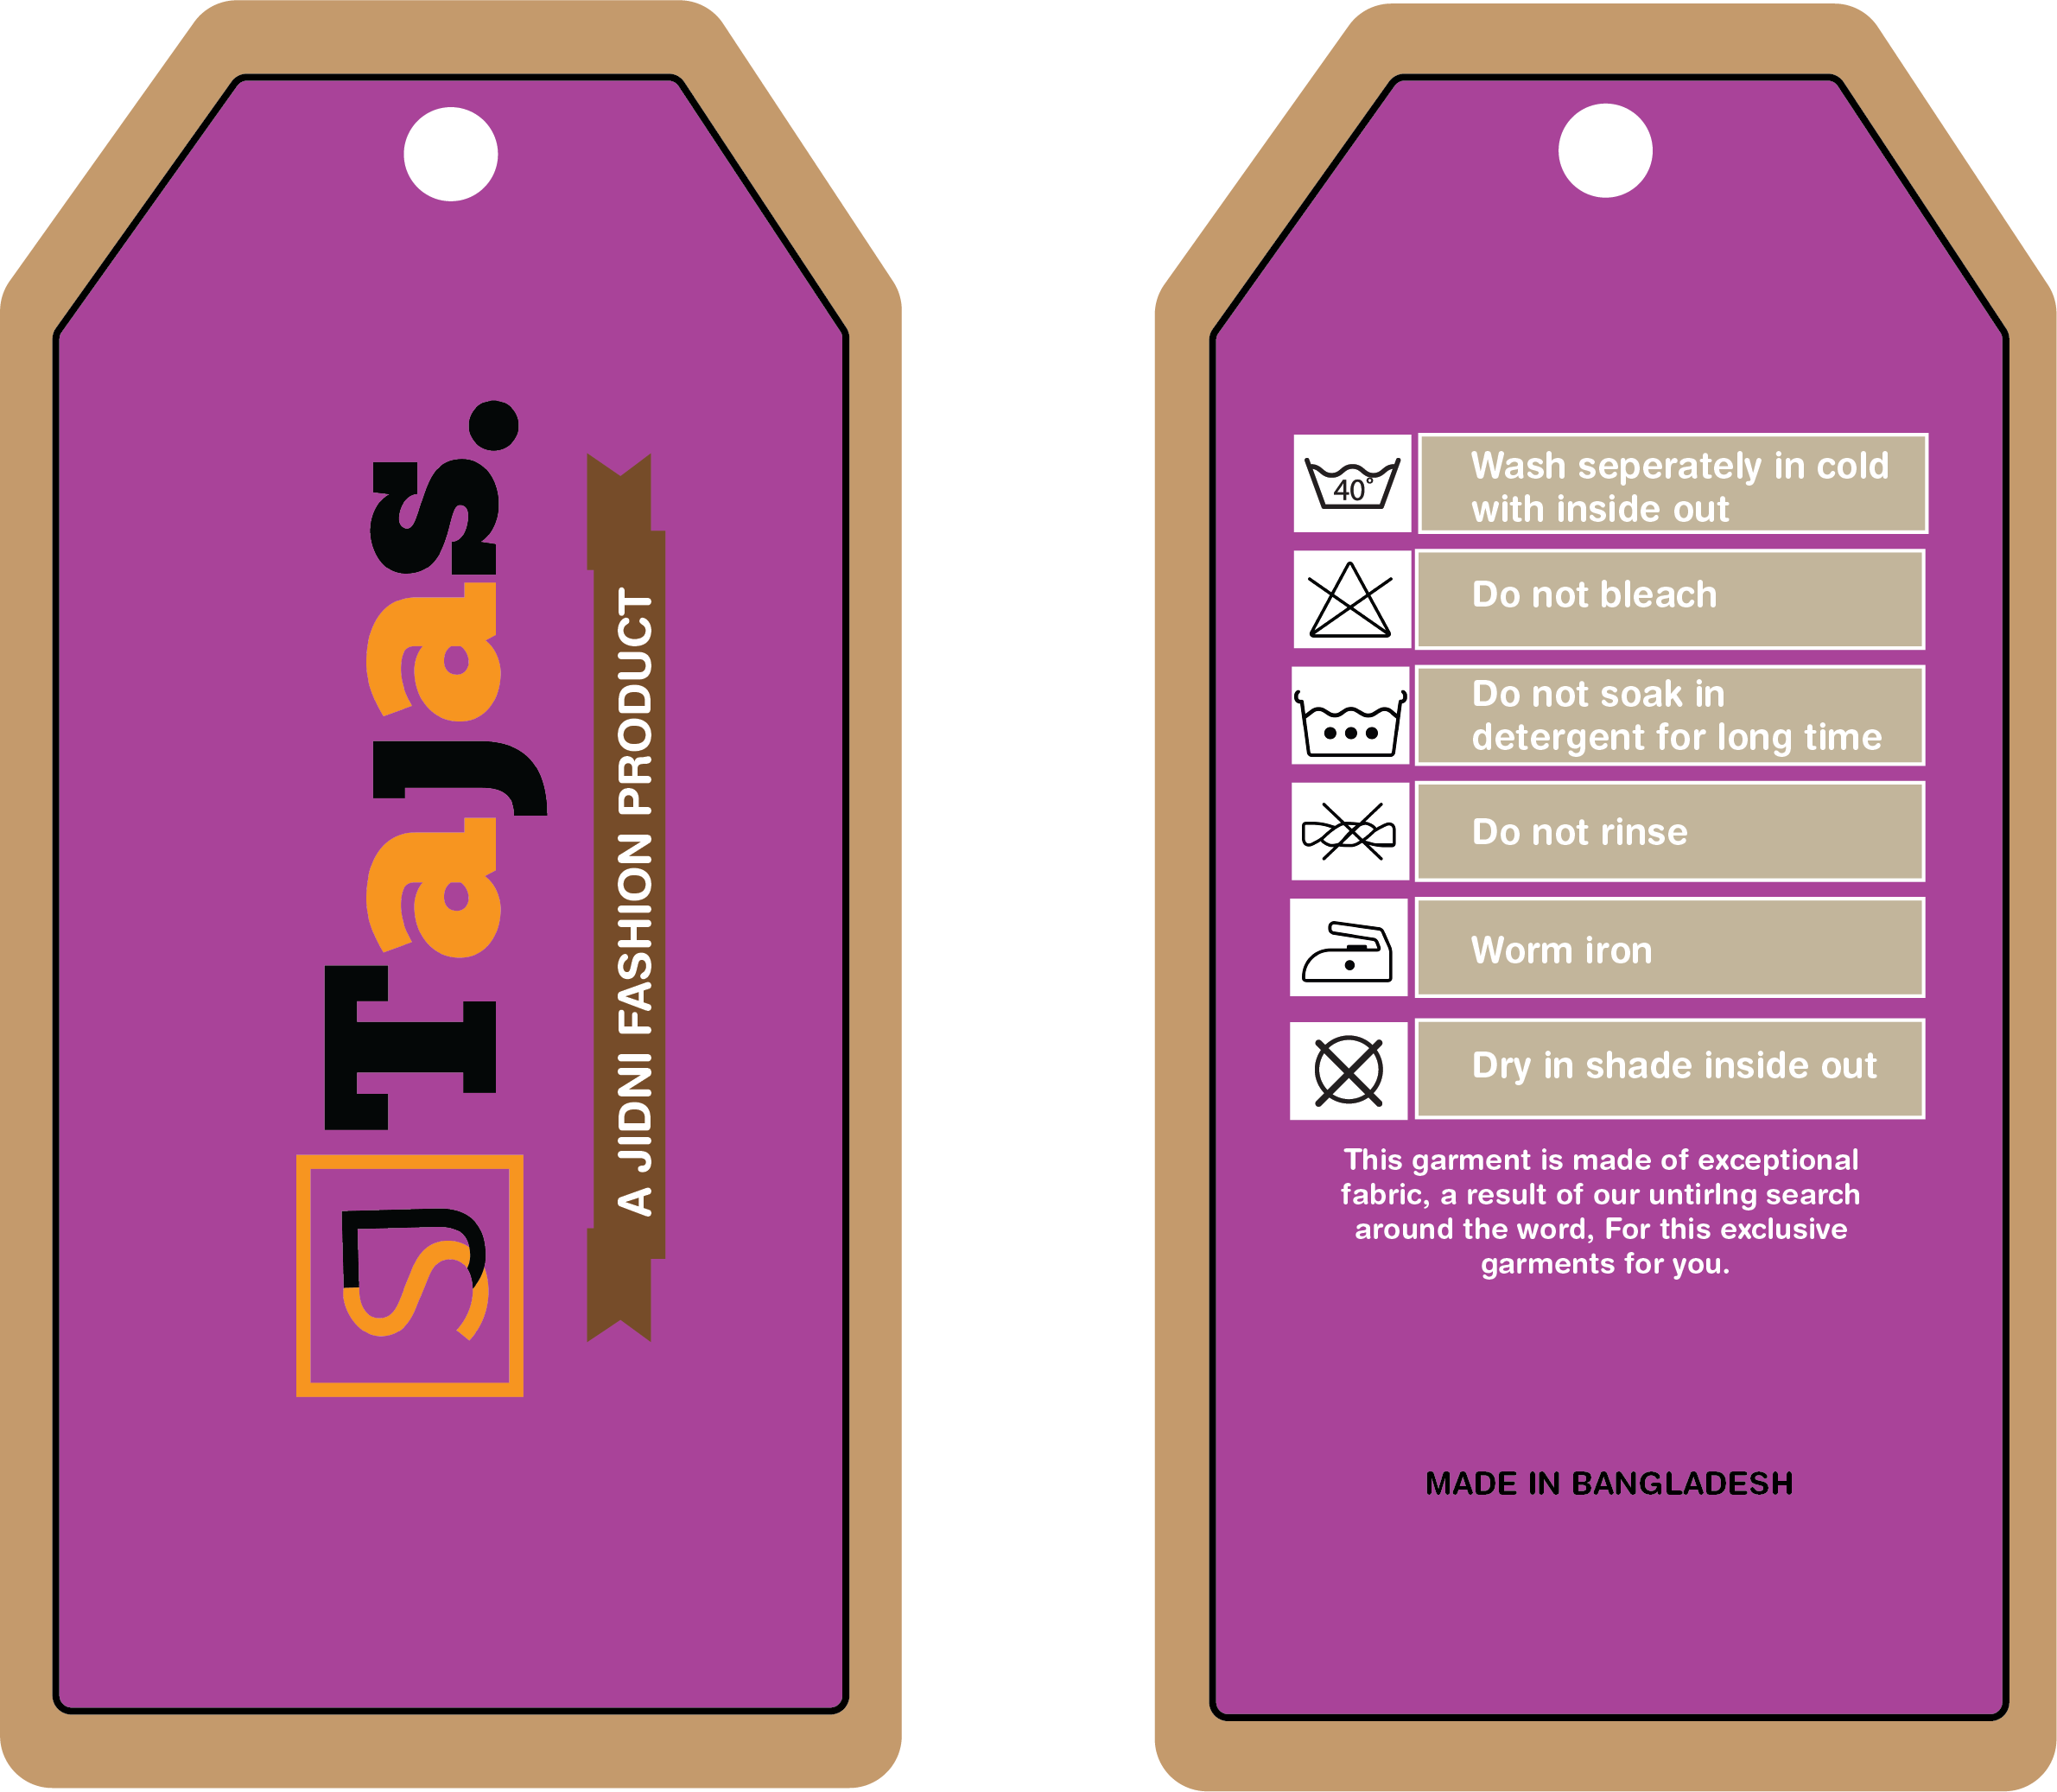 Tajas.
A JIDNI FASHION PRODUCT
40°
Wash seperately in cold
with inside out
Do not bleach
Do not soak in
detergent for long time
Do not rinse
Worm iron
Dry in shade inside out
This garment is made of exceptional
fabric, a result of our untirlng search
around the word, For this exclusive
garments for you.
MADE IN BANGLADESH